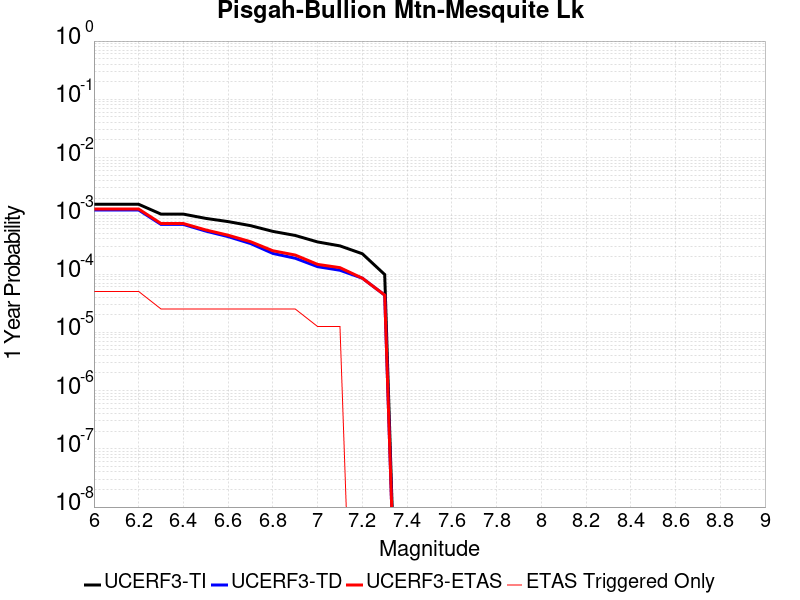 Pisgah-Bullion Mtn-Mesquite Lk
10^0
10^-1
10^-2
10^-3
10^-4
10^-5
10^-6
10^-7
10^-8
1 Year Probability
6 6.2 6.4 6.6 6.8 7 7.2 7.4 7.6 7.8 8 8.2 8.4 8.6 8.8 9
Magnitude
UCERF3-TI UCERF3-TD UCERF3-ETAS ETAS Triggered Only